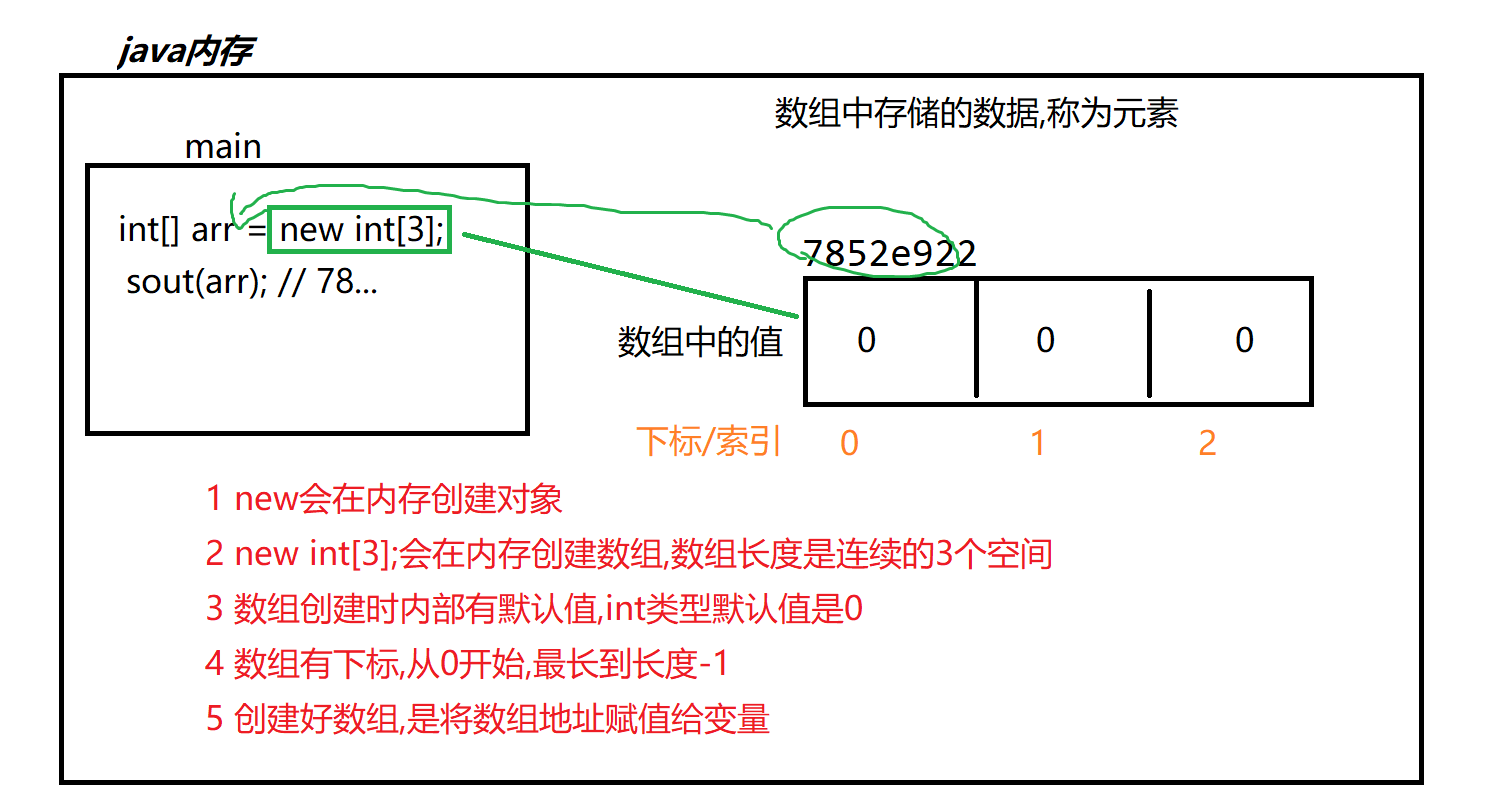 java内存
数组中存储的数据,称为元素
main
int[] arr = new int[3];
sout(arr); // 78...
7852e922
数组中的值 0 0 0
下标/索引 0 1 2
1 new会在内存创建对象
2 new int[3];会在内存创建数组,数组长度是连续的3个空间
3 数组创建时内部有默认值,int类型默认值是0
4 数组有下标,从0开始,最长到长度-1
5 创建好数组,是将数组地址赋值给变量